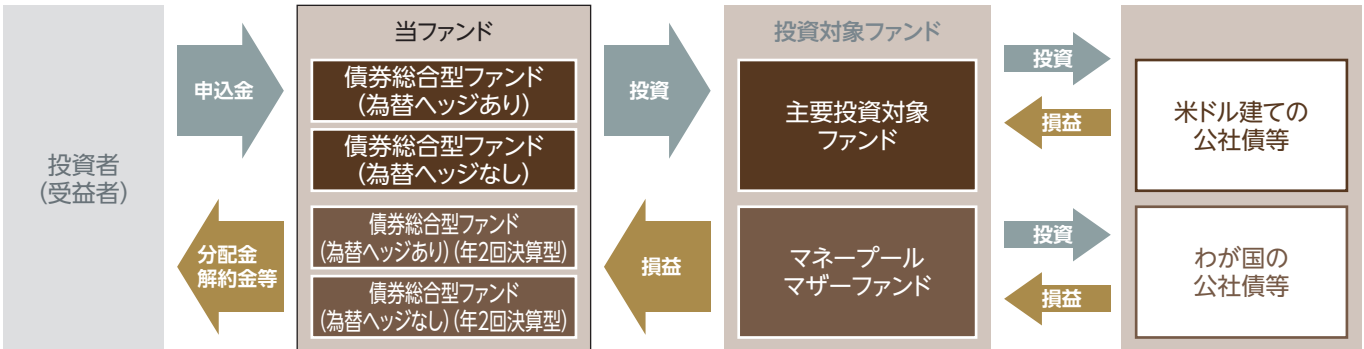 投資者
(受益者)
申込金
分配金
解約金等
当ファンド
債券総合型ファンド
(為替ヘッジあり)
債券総合型ファンド
(為替ヘッジなし)
債券総合型ファンド
(為替ヘッジあり)(年2回決算型)
債券総合型ファンド
(為替ヘッジなし)(年2回決算型)
投資
損益
投資対象ファンド
主要投資対象
ファンド
マネープール
マザーファンド
投資
損益
投資
損益
米ドル建ての
公社債等
わが国の
公社債等